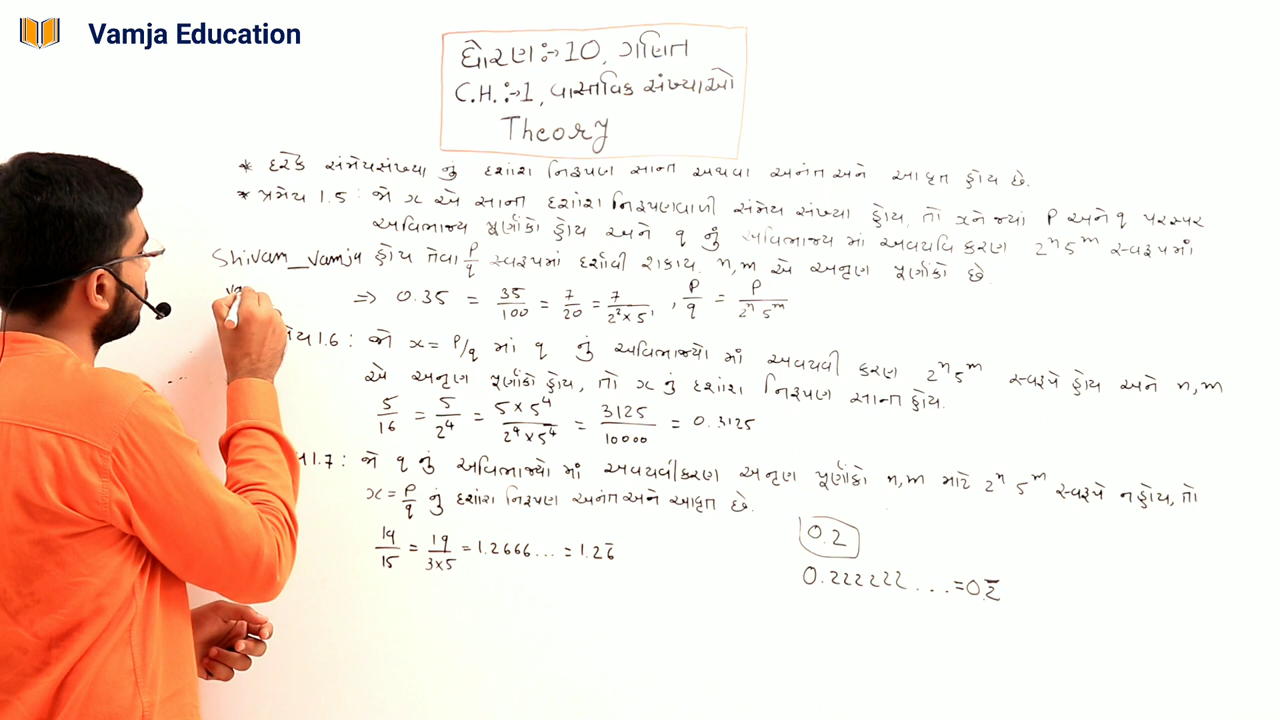 Vamja Education
ધોરણ :- 10, ગણિત
C.H. :- 1, વાસ્તવિક સંખ્યાઓ
Theory
* દરેક સંમેયસંખ્યા નું દશાંશ નિરૂપણ સાન્ત અથવા અનંત અને આવૃત હોય છે.
* પ્રમેય 1.5 : જો x એ સાન્ત દશાંશ નિરૂપણવાળી સંમેય સંખ્યા હોય, તો xને જ્યાં P અને q પરસ્પર
અવિભાજ્ય પૂર્ણાંકો હોય અને q નું અવિભાજ્ય માં અવયવિ કરણ 2ⁿ5ᵐ સ્વરૂપમાં
Shivam_vamja હોય તેવા P/q સ્વરૂપમાં દર્શાવી શકાય. n,m એ અનૃણ પૂર્ણાંકો છે.
⇒ 0.35 = 35/100 = 7/20 = 7/2²×5¹, P/q = P/2ⁿ5ᵐ
મેય 1.6 : જો x = P/q માં q નું અવિભાજ્યો માં અવયવી કરણ 2ⁿ5ᵐ સ્વરૂપે હોય અને n,m
એ અનૃણ પૂર્ણાંકો હોય, તો x નું દશાંશ નિરૂપણ સાન્ત હોય.
5/16 = 5/2⁴ = 5×5⁴/2⁴×5⁴ = 3125/10000 = 0.3125
1.7 : જો q નું અવિભાજ્યો માં અવયવીકરણ અનૃણ પૂર્ણાંકો n,m માટે 2ⁿ 5ᵐ સ્વરૂપે નહોય, તો
x = P/q નું દશાંશ નિરૂપણ અનંત અને આવૃત છે.
19/15 = 19/3×5 = 1.2666... = 1.26̅
0.2
0.222222... = 0.2̅